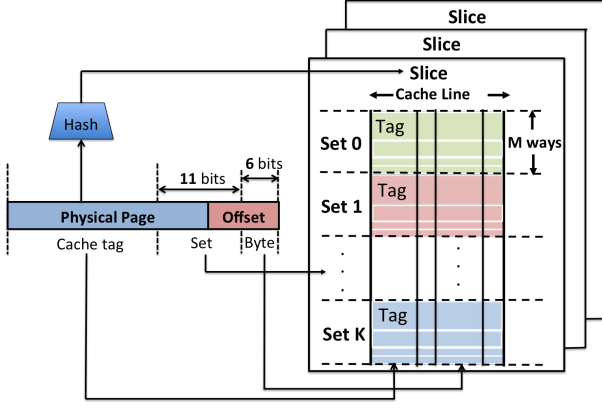 Slice
Slice
Slice
Cache Line
Hash
Tag
Set 0
M ways
6 bits
11 bits
Tag
Set 1
Physical Page
Offset
Cache tag
Set
Byte
Tag
Set K